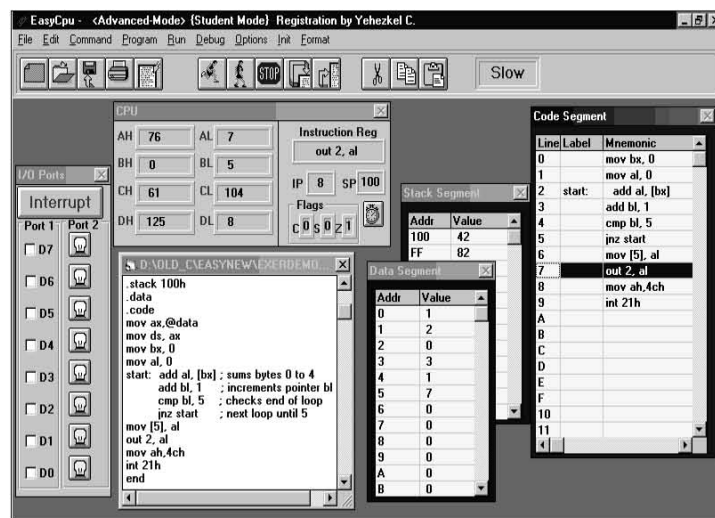 EasyCpu - <Advanced-Mode> {Student Mode} Registration by Yehezkel C.
File Edit Command Program Run Debug Options Init Format
STOP
Slow
CPU
AH 76 AL 7
BH 0 BL 5
CH 61 CL 104
DH 125 DL 8
Instruction Reg
out 2, al
IP 8 SP 100
Flags
C 0 S 0 Z 1
I/O Ports
Interrupt
Port 1 Port 2
D7
D6
D5
D4
D3
D2
D1
D0
D:\OLD_C\EASYNEW\EXERDEMO...
.stack 100h
.data
.code
mov ax,@data
mov ds, ax
mov bx, 0
mov al, 0
start: add al, [bx] ; sums bytes 0 to 4
add bl, 1 ; increments pointer bl
cmp bl, 5 ; checks end of loop
jnz start ; next loop until 5
mov [5], al
out 2, al
mov ah,4ch
int 21h
end
Stack Segment
Addr Value
100 42
FF 82
Data Segment
Addr Value
0 1
1 2
2 0
3 3
4 1
5 7
6 0
7 0
8 0
9 0
A 0
B 0
Code Segment
Line Label Mnemonic
0 mov bx, 0
1 mov al, 0
2 start: add al, [bx]
3 add bl, 1
4 cmp bl, 5
5 jnz start
6 mov [5], al
7 out 2, al
8 mov ah,4ch
9 int 21h
A
B
C
D
E
F
10
11